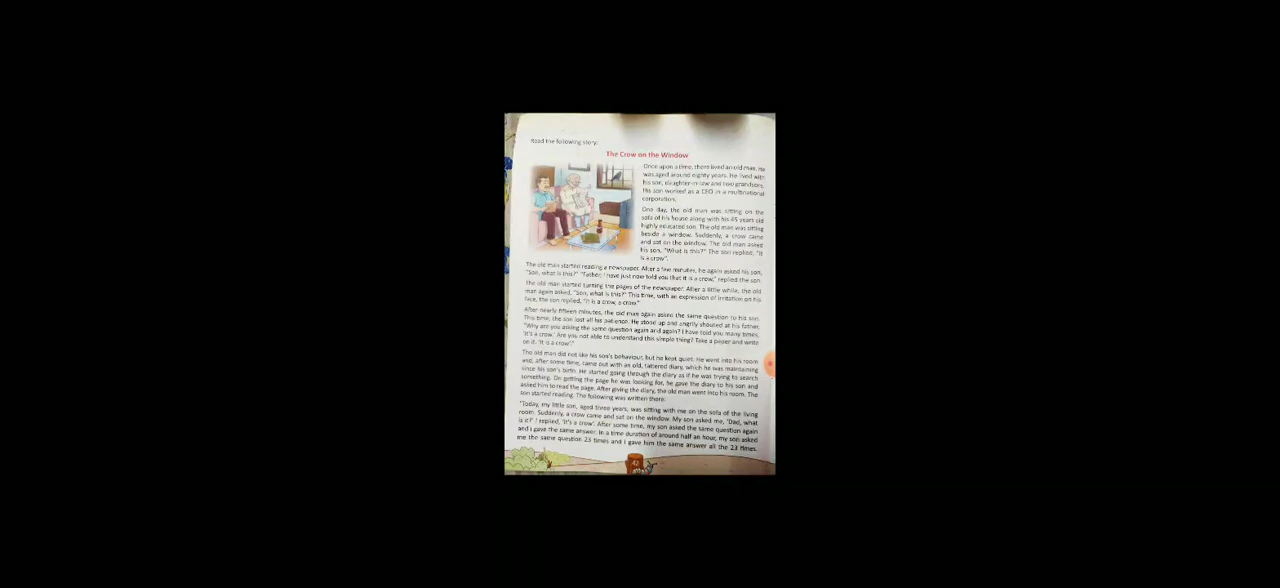 Read the following story:
The Crow on the Window
Once upon a time, there lived an old man. He
was aged around eighty years. He lived with
his son, daughter-in-law and two grandsons.
His son worked as a CEO in a multinational
corporation.
One day, the old man was sitting on the
sofa of his house along with his 45 years old
highly educated son. The old man was sitting
beside a window. Suddenly, a crow came
and sat on the window. The old man asked
his son, "What is this?" The son replied, "It
is a crow".
The old man started reading a newspaper. After a few minutes, he again asked his son,
"Son, what is this?" "Father, I have just now told you that it is a crow," replied the son.
The old man started turning the pages of the newspaper. After a little while, the old
man again asked, "Son, what is this?" This time, with an expression of irritation on his
face, the son replied, "It is a crow, a crow."
After nearly fifteen minutes, the old man again asked the same question to his son.
This time, the son lost all his patience. He stood up and angrily shouted at his father,
"Why are you asking the same question again and again? I have told you many times,
'It's a crow.' Are you not able to understand this simple thing? Take a paper and write
on it, 'It is a crow'."
The old man did not like his son's behaviour, but he kept quiet. He went into his room
and, after some time, came out with an old, tattered diary, which he was maintaining
since his son's birth. He started going through the diary as if he was trying to search
something. On getting the page he was looking for, he gave the diary to his son and
asked him to read the page. After giving the diary, the old man went into his room. The
son started reading. The following was written there:
"Today, my little son, aged three years, was sitting with me on the sofa of the living
room. Suddenly, a crow came and sat on the window. My son asked me, 'Dad, what
is it?' I replied, 'It's a crow'. After some time, my son asked the same question again
and I gave the same answer. In a time duration of around half an hour, my son asked
me the same question 23 times and I gave him the same answer all the 23 times.
42